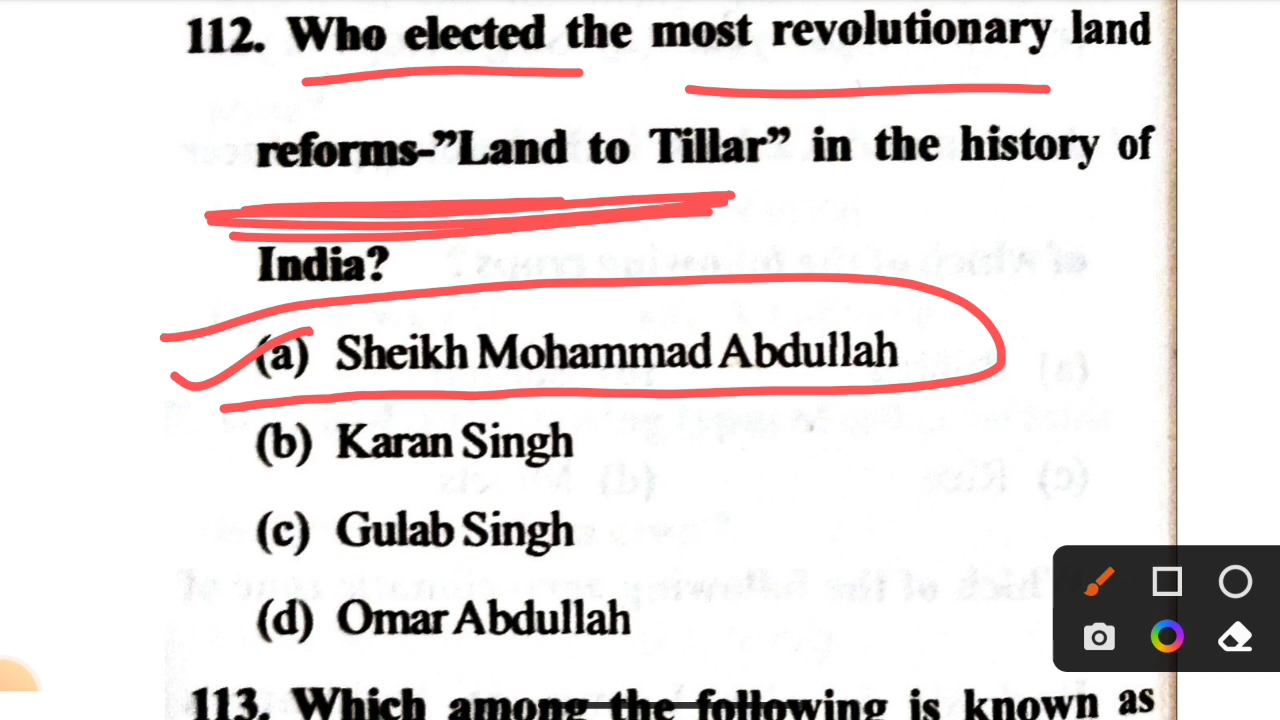 112. Who elected the most revolutionary land
reforms-”Land to Tillar” in the history of
India?
(a) Sheikh Mohammad Abdullah
(b) Karan Singh
(c) Gulab Singh
(d) Omar Abdullah
113. Which among the following is known as